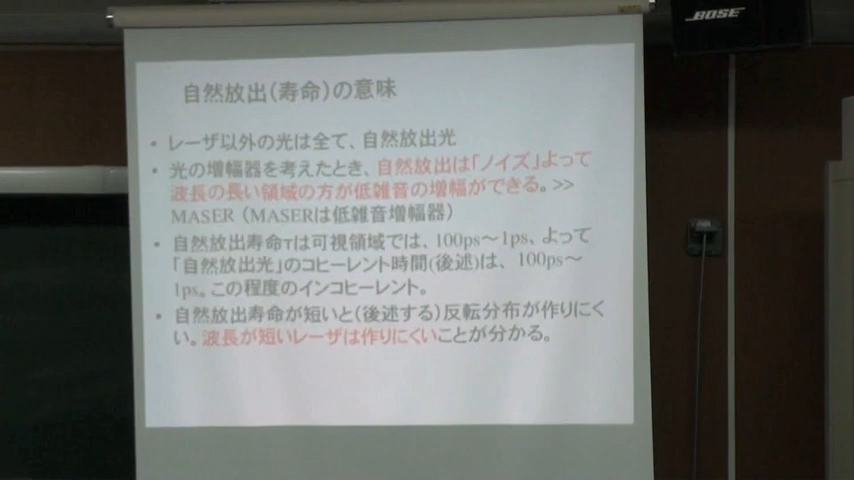 BOSE
自然放出(寿命)の意味
• レーザ以外の光は全て、自然放出光
• 光の増幅器を考えたとき、自然放出は「ノイズ」よって
波長の長い領域の方が低雑音の増幅ができる。>>
MASER（MASERは低雑音増幅器）
• 自然放出寿命τは可視領域では、100ps～1ps、よって
「自然放出光」のコヒーレント時間(後述)は、100ps～
1ps。この程度のインコヒーレント。
• 自然放出寿命が短いと(後述する)反転分布が作りにく
い。波長が短いレーザは作りにくいことが分かる。